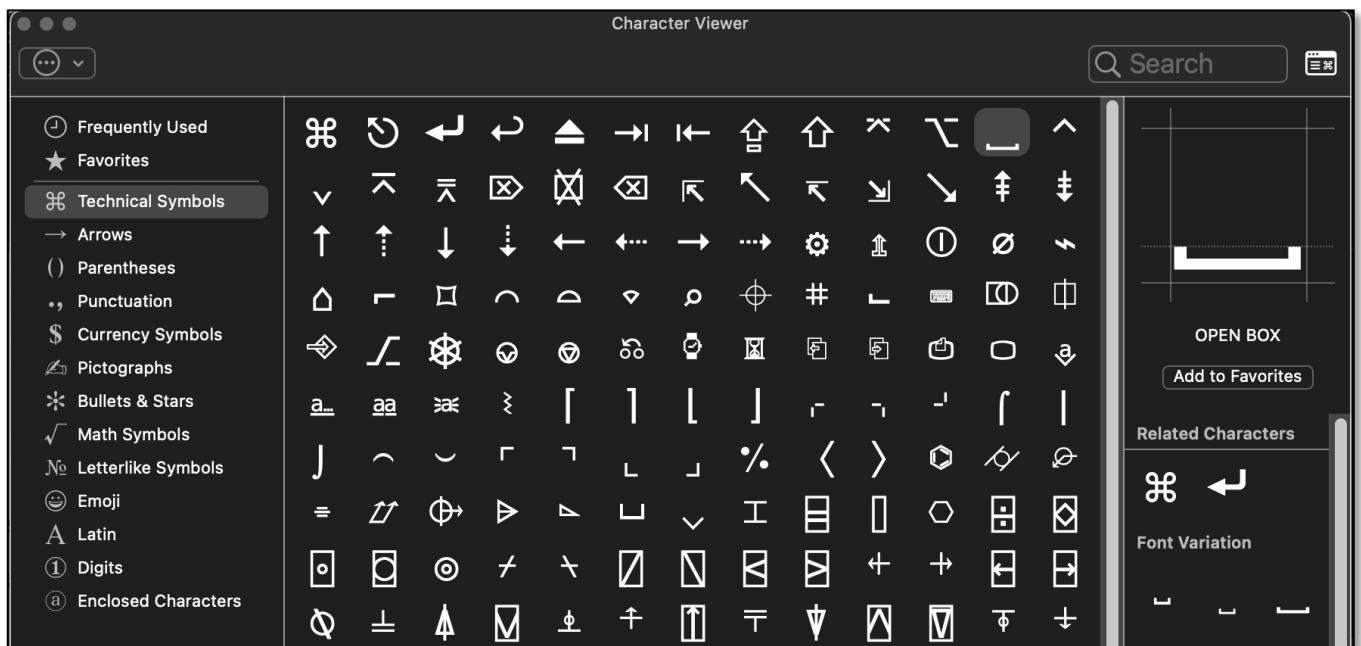 Character Viewer
Search
Frequently Used
Favorites
Technical Symbols
Arrows
Parentheses
Punctuation
Currency Symbols
Pictographs
Bullets & Stars
Math Symbols
Letterlike Symbols
Emoji
Latin
Digits
Enclosed Characters
OPEN BOX
Add to Favorites
Related Characters
Font Variation